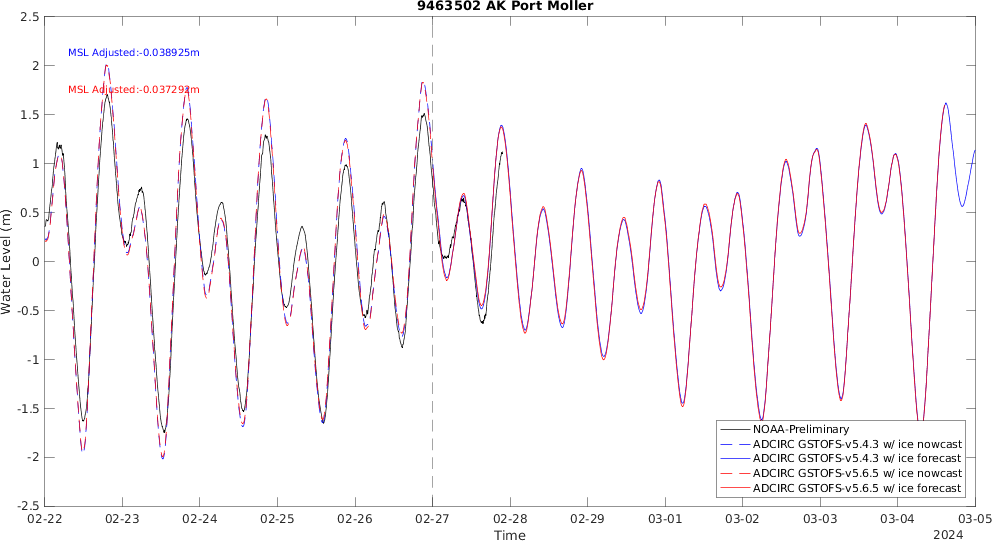 9463502 AK Port Moller
MSL Adjusted:-0.038925m
MSL Adjusted:-0.037292m
Water Level (m)
2.5
2
1.5
1
0.5
0
-0.5
-1
-1.5
-2
-2.5
NOAA-Preliminary
ADCIRC GSTOFS-v5.4.3 w/ ice nowcast
ADCIRC GSTOFS-v5.4.3 w/ ice forecast
ADCIRC GSTOFS-v5.6.5 w/ ice nowcast
ADCIRC GSTOFS-v5.6.5 w/ ice forecast
02-22 02-23 02-24 02-25 02-26 02-27 02-28 02-29 03-01 03-02 03-03 03-04 03-05
Time
2024